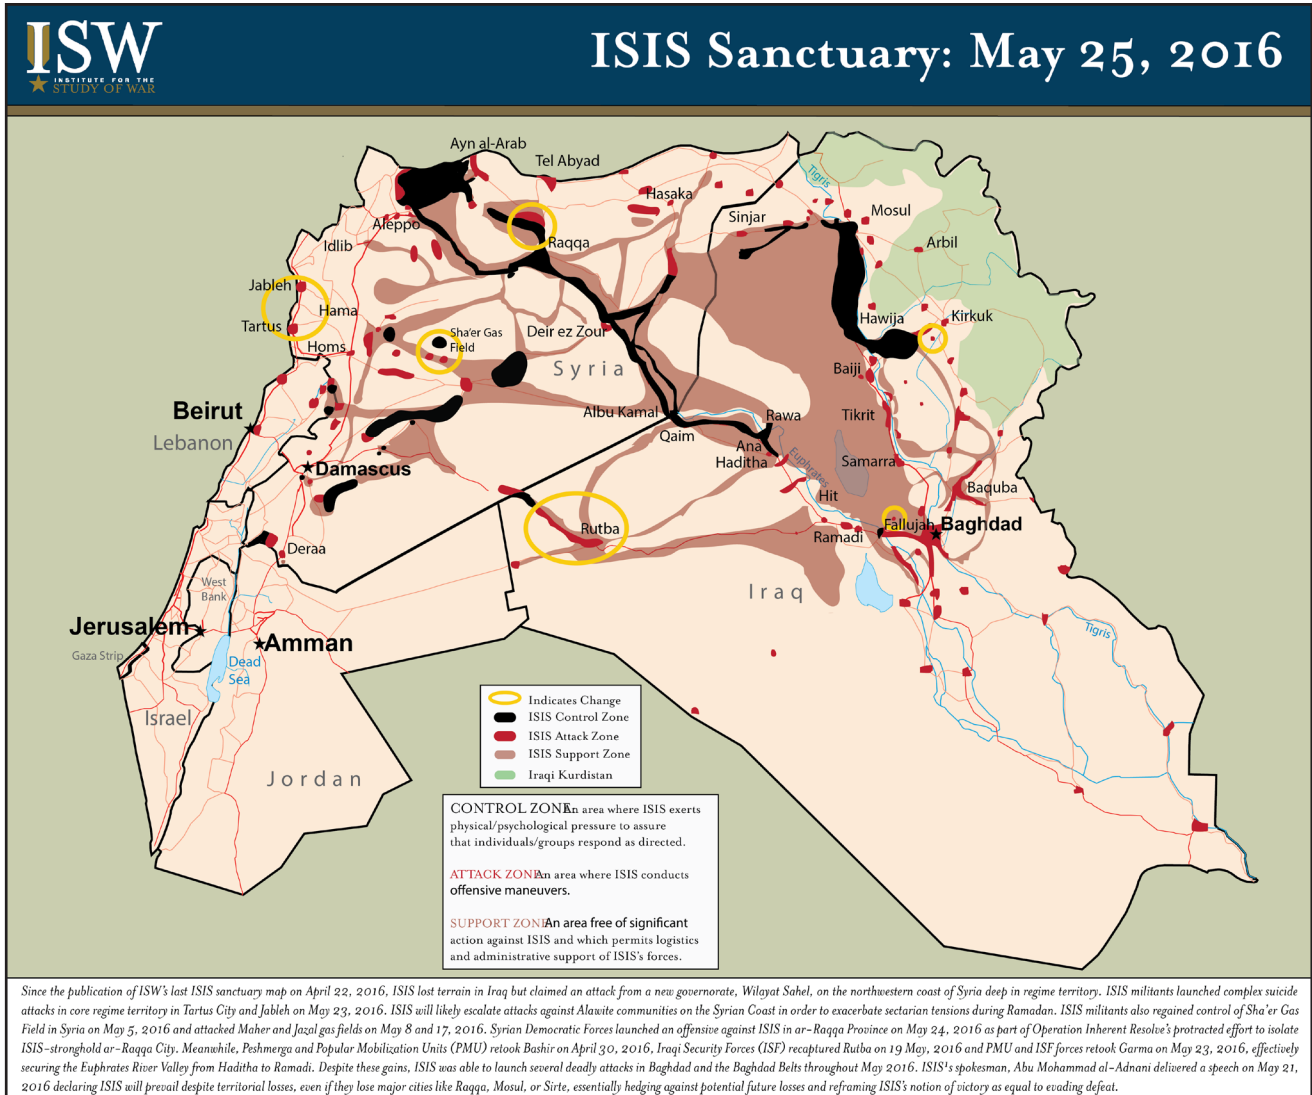 ISW
INSTITUTE FOR THE
STUDY OF WAR
ISIS Sanctuary: May 25, 2016
Ayn al-Arab
Tel Abyad
Tigris
Hasaka
Sinjar
Mosul
Aleppo
Idlib
Raqqa
Arbil
Jableh
Hama
Tartus
Homs
Sha'er Gas
Field
Deir ez Zour
Hawija
Kirkuk
Syria
Baiji
Beirut
Lebanon
Albu Kamal
Qaim
Rawa
Tikrit
Ana
Haditha
Euphrates
Samarra
Damascus
Hit
Baquba
Rutba
Fallujah
Baghdad
Ramadi
Deraa
West
Bank
Iraq
Jerusalem
Amman
Gaza Strip
Dead
Sea
Tigris
Israel
Jordan
Indicates Change
ISIS Control Zone
ISIS Attack Zone
ISIS Support Zone
Iraqi Kurdistan
CONTROL ZONE: An area where ISIS exerts
physical/psychological pressure to assure
that individuals/groups respond as directed.
ATTACK ZONE: An area where ISIS conducts
offensive maneuvers.
SUPPORT ZONE: An area free of significant
action against ISIS and which permits logistics
and administrative support of ISIS's forces.
Since the publication of ISW's last ISIS sanctuary map on April 22, 2016, ISIS lost terrain in Iraq but claimed an attack from a new governorate, Wilayat Sahel, on the northwestern coast of Syria deep in regime territory. ISIS militants launched complex suicide
attacks in core regime territory in Tartus City and Jableh on May 23, 2016. ISIS will likely escalate attacks against Alawite communities on the Syrian Coast in order to exacerbate sectarian tensions during Ramadan. ISIS militants also regained control of Sha'er Gas
Field in Syria on May 5, 2016 and attacked Maher and Jazal gas fields on May 8 and 17, 2016. Syrian Democratic Forces launched an offensive against ISIS in ar-Raqqa Province on May 24, 2016 as part of Operation Inherent Resolve's protracted effort to isolate
ISIS-stronghold ar-Raqqa City. Meanwhile, Peshmerga and Popular Mobilization Units (PMU) retook Bashir on April 30, 2016, Iraqi Security Forces (ISF) recaptured Rutba on 19 May, 2016 and PMU and ISF forces retook Garma on May 23, 2016, effectively
securing the Euphrates River Valley from Haditha to Ramadi. Despite these gains, ISIS was able to launch several deadly attacks in Baghdad and the Baghdad Belts throughout May 2016. ISIS's spokesman, Abu Mohammad al-Adnani delivered a speech on May 21,
2016 declaring ISIS will prevail despite territorial losses, even if they lose major cities like Raqqa, Mosul, or Sirte, essentially hedging against potential future losses and reframing ISIS's notion of victory as equal to evading defeat.